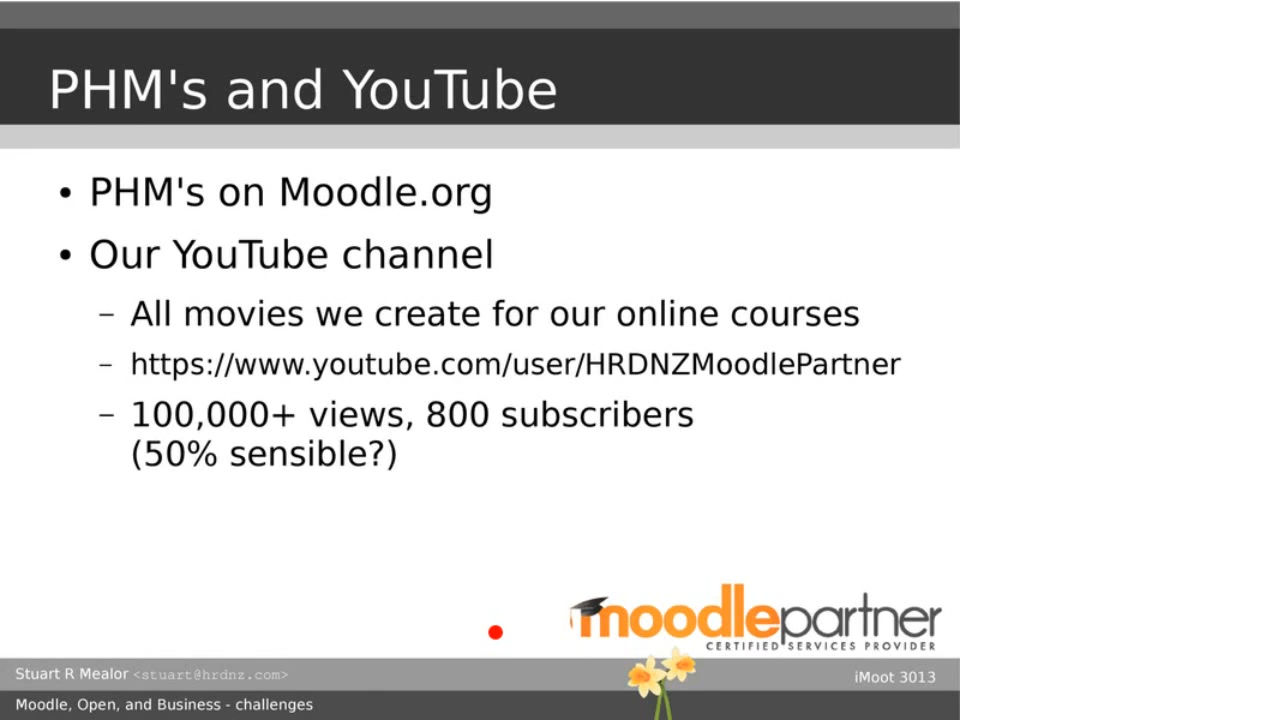 PHM's and YouTube
• PHM's on Moodle.org
• Our YouTube channel
– All movies we create for our online courses
– https://www.youtube.com/user/HRDNZMoodlePartner
– 100,000+ views, 800 subscribers
(50% sensible?)
moodlepartner
CERTIFIED SERVICES PROVIDER
Stuart R Mealor <stuart@hrdnz.com>
iMoot 3013
Moodle, Open, and Business - challenges